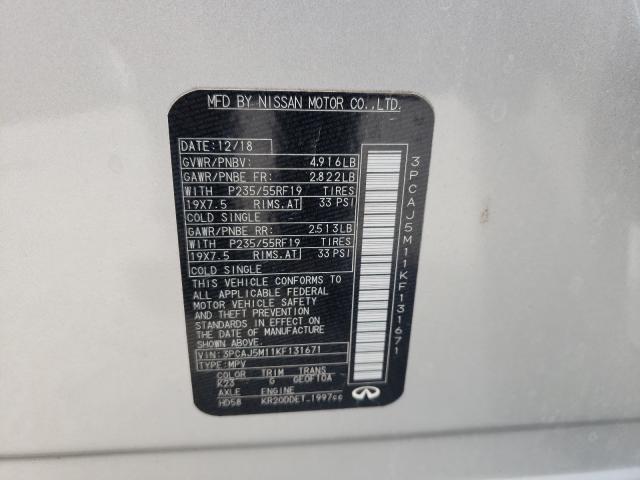 MFD BY NISSAN MOTOR CO.,LTD.
DATE:12/18
GVWR/PNBV: 4.916LB
GAWR/PNBE FR: 2.822LB
WITH P235/55RF19 TIRES
19X7.5 RIMS.AT 33 PSI
COLD SINGLE
GAWR/PNBE RR: 2.513LB
WITH P235/55RF19 TIRES
19X7.5 RIMS.AT 33 PSI
COLD SINGLE
THIS VEHICLE CONFORMS TO
ALL APPLICABLE FEDERAL
MOTOR VEHICLE SAFETY
AND THEFT PREVENTION
STANDARDS IN EFFECT ON
THE DATE OF MANUFACTURE
SHOWN ABOVE.
VIN: 3PCAJ5M11KF131671
TYPE:MPV
COLOR TRIM TRANS
K23 G GE0F10A
AXLE ENGINE
HD58 KR20DDET 1997cc
3PCAJ5M11KF131671